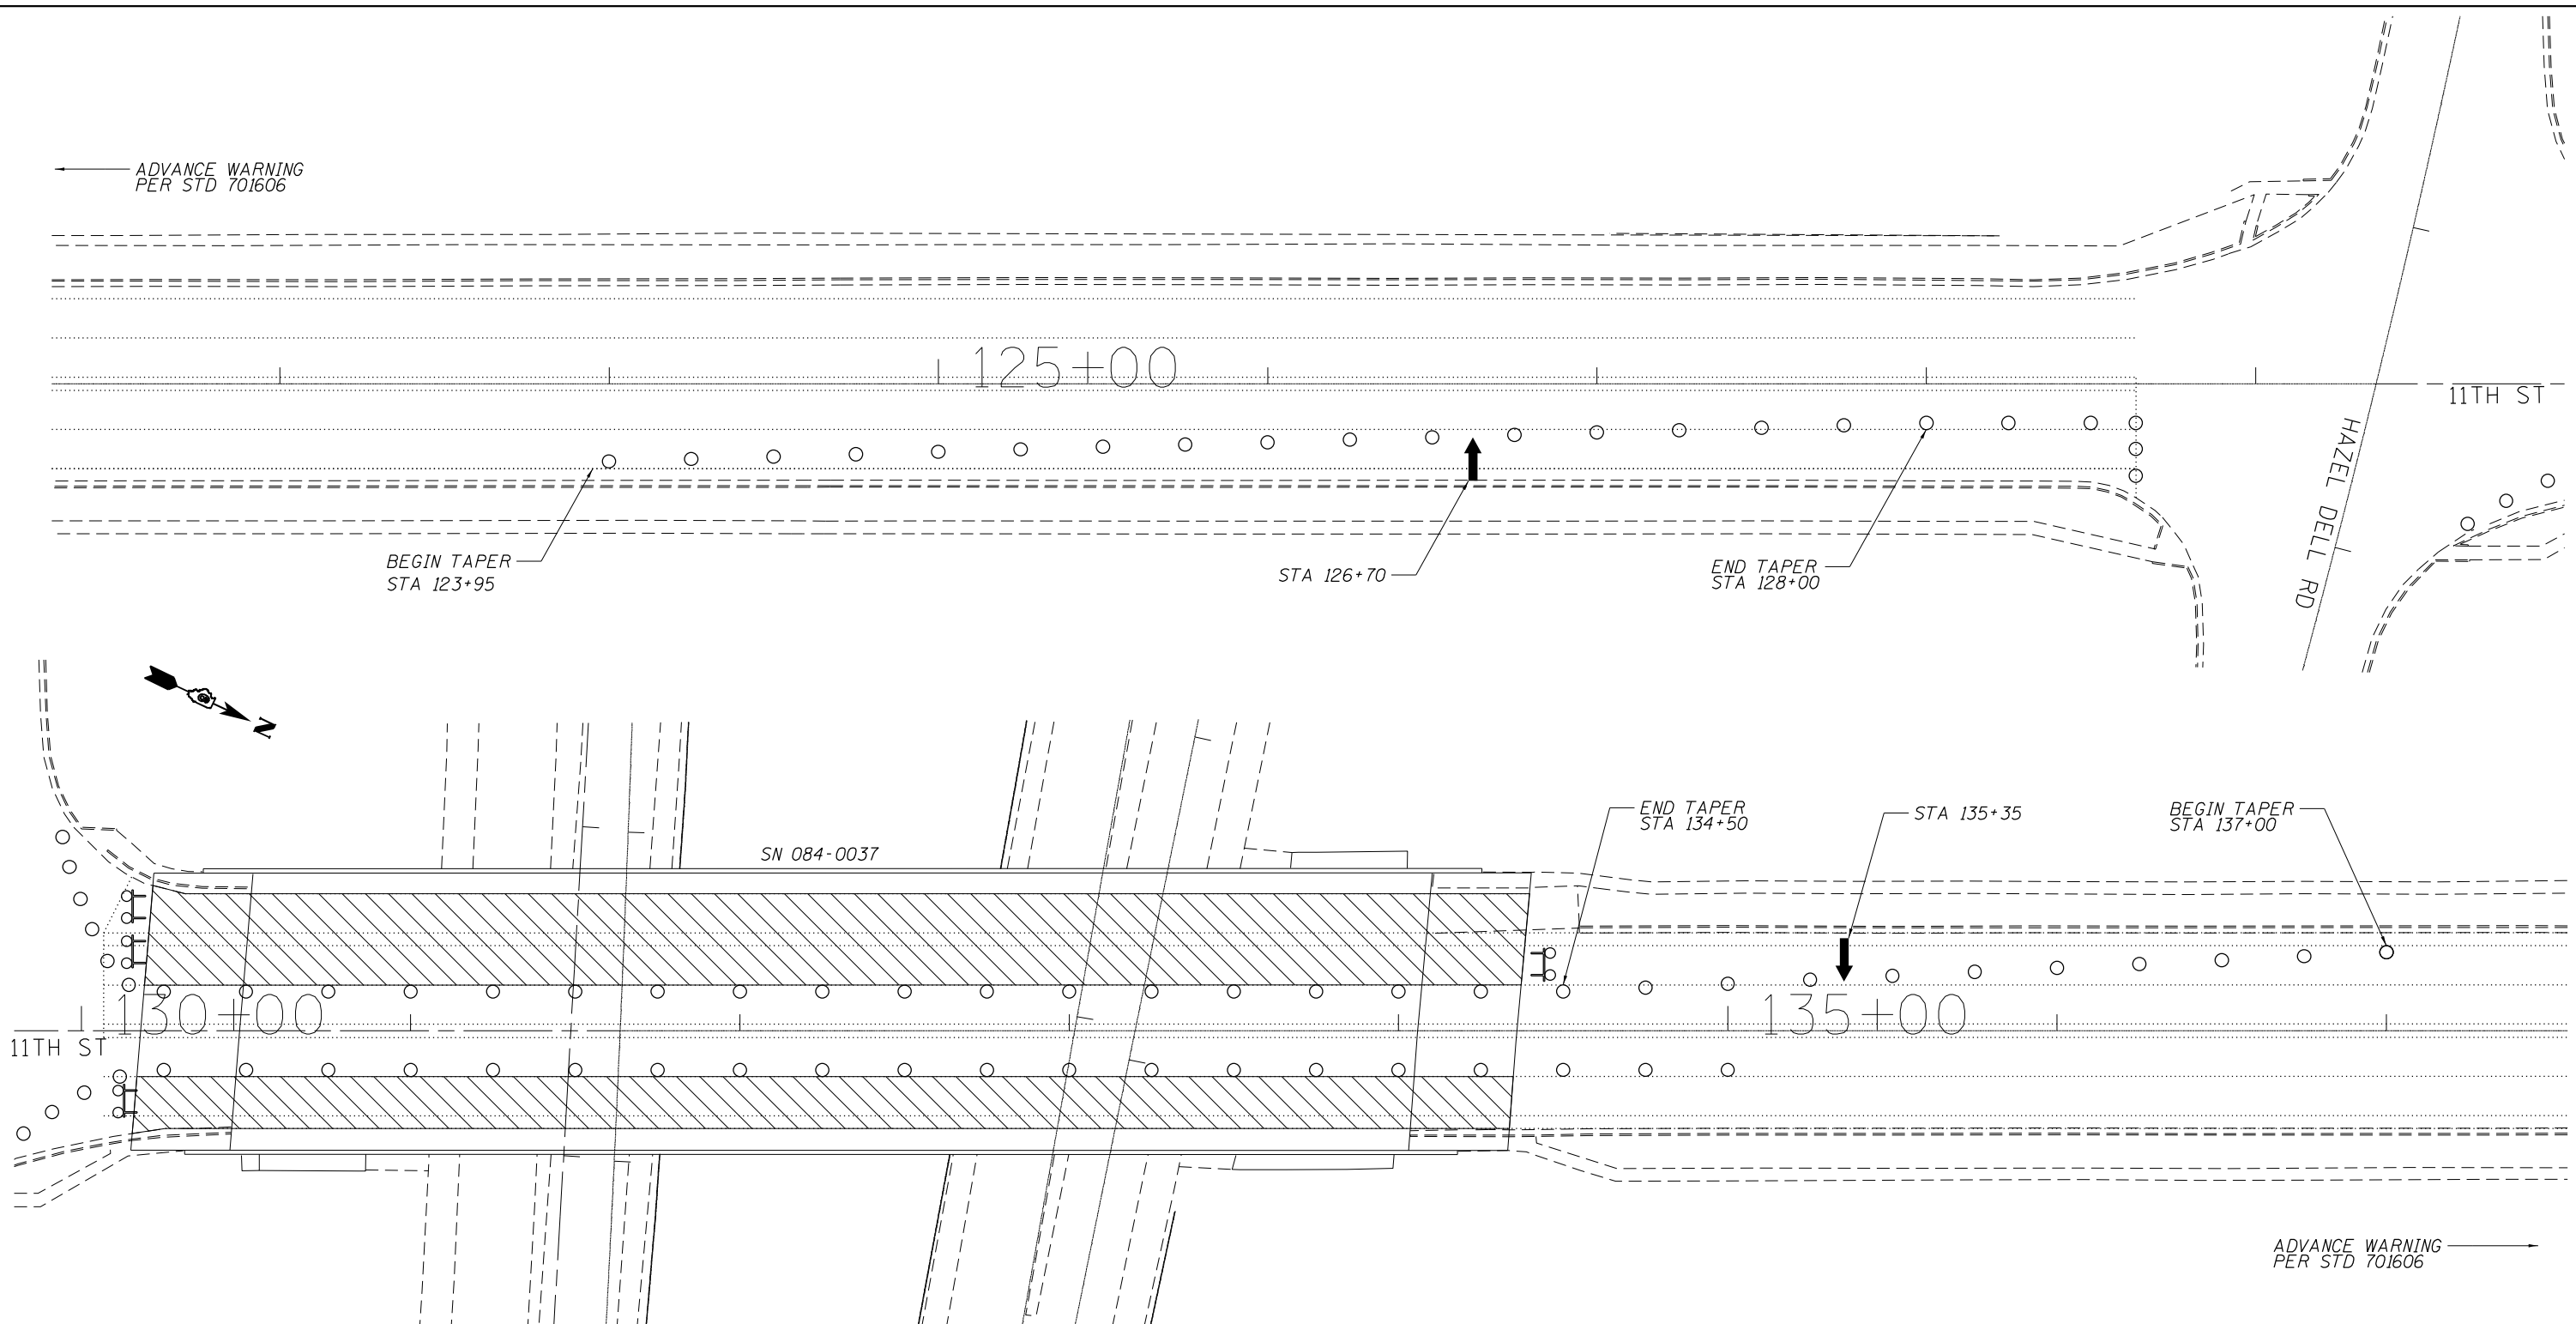 ADVANCE WARNING
PER STD 701606
125+00
11TH ST
HAZEL DELL RD
BEGIN TAPER
STA 123+95
STA 126+70
END TAPER
STA 128+00
N
SN 084-0037
END TAPER
STA 134+50
STA 135+35
BEGIN TAPER
STA 137+00
130+00
135+00
11TH ST
ADVANCE WARNING
PER STD 701606